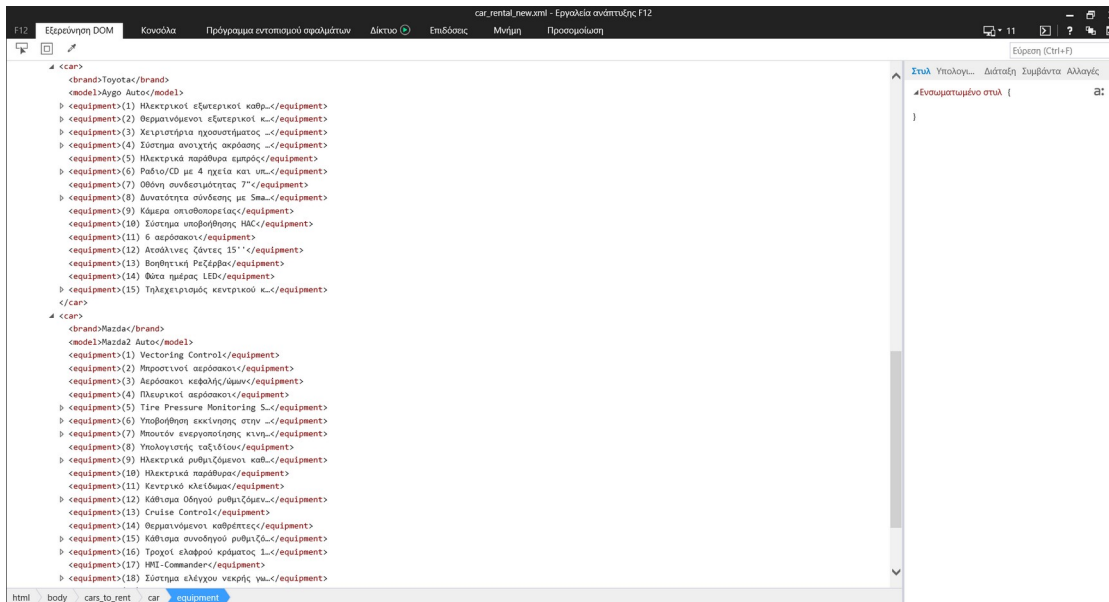 car_rental_new.xml - Εργαλεία ανάπτυξης F12
F12 Εξερεύνηση DOM Κονσόλα Πρόγραμμα εντοπισμού σφαλμάτων Δίκτυο Επιδόσεις Μνήμη Προσομοίωση 11 ?
Εύρεση (Ctrl+F)
Στυλ Υπολογι... Διάταξη Συμβάντα Αλλαγές
Ενσωματωμένο στυλ { a:
}
<car>
<brand>Toyota</brand>
<model>Aygo Auto</model>
<equipment>(1) Ηλεκτρικοί εξωτερικοί καθρ…</equipment>
<equipment>(2) Θερμαινόμενοι εξωτερικοί κ…</equipment>
<equipment>(3) Χειριστήρια ηχοσυστήματος …</equipment>
<equipment>(4) Σύστημα ανοιχτής ακρόασης …</equipment>
<equipment>(5) Ηλεκτρικά παράθυρα εμπρός</equipment>
<equipment>(6) Ραδιο/CD με 4 ηχεία και υπ…</equipment>
<equipment>(7) Οθόνη συνδεσιμότητας 7"</equipment>
<equipment>(8) Δυνατότητα σύνδεσης με Sma…</equipment>
<equipment>(9) Κάμερα οπισθοπορείας</equipment>
<equipment>(10) Σύστημα υποβοήθησης HAC</equipment>
<equipment>(11) 6 αερόσακοι</equipment>
<equipment>(12) Ατσάλινες ζάντες 15''</equipment>
<equipment>(13) Βοηθητική Ρεζέρβα</equipment>
<equipment>(14) Φώτα ημέρας LED</equipment>
<equipment>(15) Τηλεχειρισμός κεντρικού κ…</equipment>
</car>
<car>
<brand>Mazda</brand>
<model>Mazda2 Auto</model>
<equipment>(1) Vectoring Control</equipment>
<equipment>(2) Μπροστινοί αερόσακοι</equipment>
<equipment>(3) Αερόσακοι κεφαλής/ώμων</equipment>
<equipment>(4) Πλευρικοί αερόσακοι</equipment>
<equipment>(5) Tire Pressure Monitoring S…</equipment>
<equipment>(6) Υποβοήθηση εκκίνησης στην …</equipment>
<equipment>(7) Μπουτόν ενεργοποίησης κινη…</equipment>
<equipment>(8) Υπολογιστής ταξιδίου</equipment>
<equipment>(9) Ηλεκτρικά ρυθμιζόμενοι καθ…</equipment>
<equipment>(10) Ηλεκτρικά παράθυρα</equipment>
<equipment>(11) Κεντρικό κλείδωμα</equipment>
<equipment>(12) Κάθισμα Οδηγού ρυθμιζόμεν…</equipment>
<equipment>(13) Cruise Control</equipment>
<equipment>(14) Θερμαινόμενοι καθρέπτες</equipment>
<equipment>(15) Κάθισμα συνοδηγού ρυθμιζό…</equipment>
<equipment>(16) Τροχοί ελαφρού κράματος 1…</equipment>
<equipment>(17) HMI-Commander</equipment>
<equipment>(18) Σύστημα ελέγχου νεκρής γω…</equipment>
html body cars_to_rent car equipment